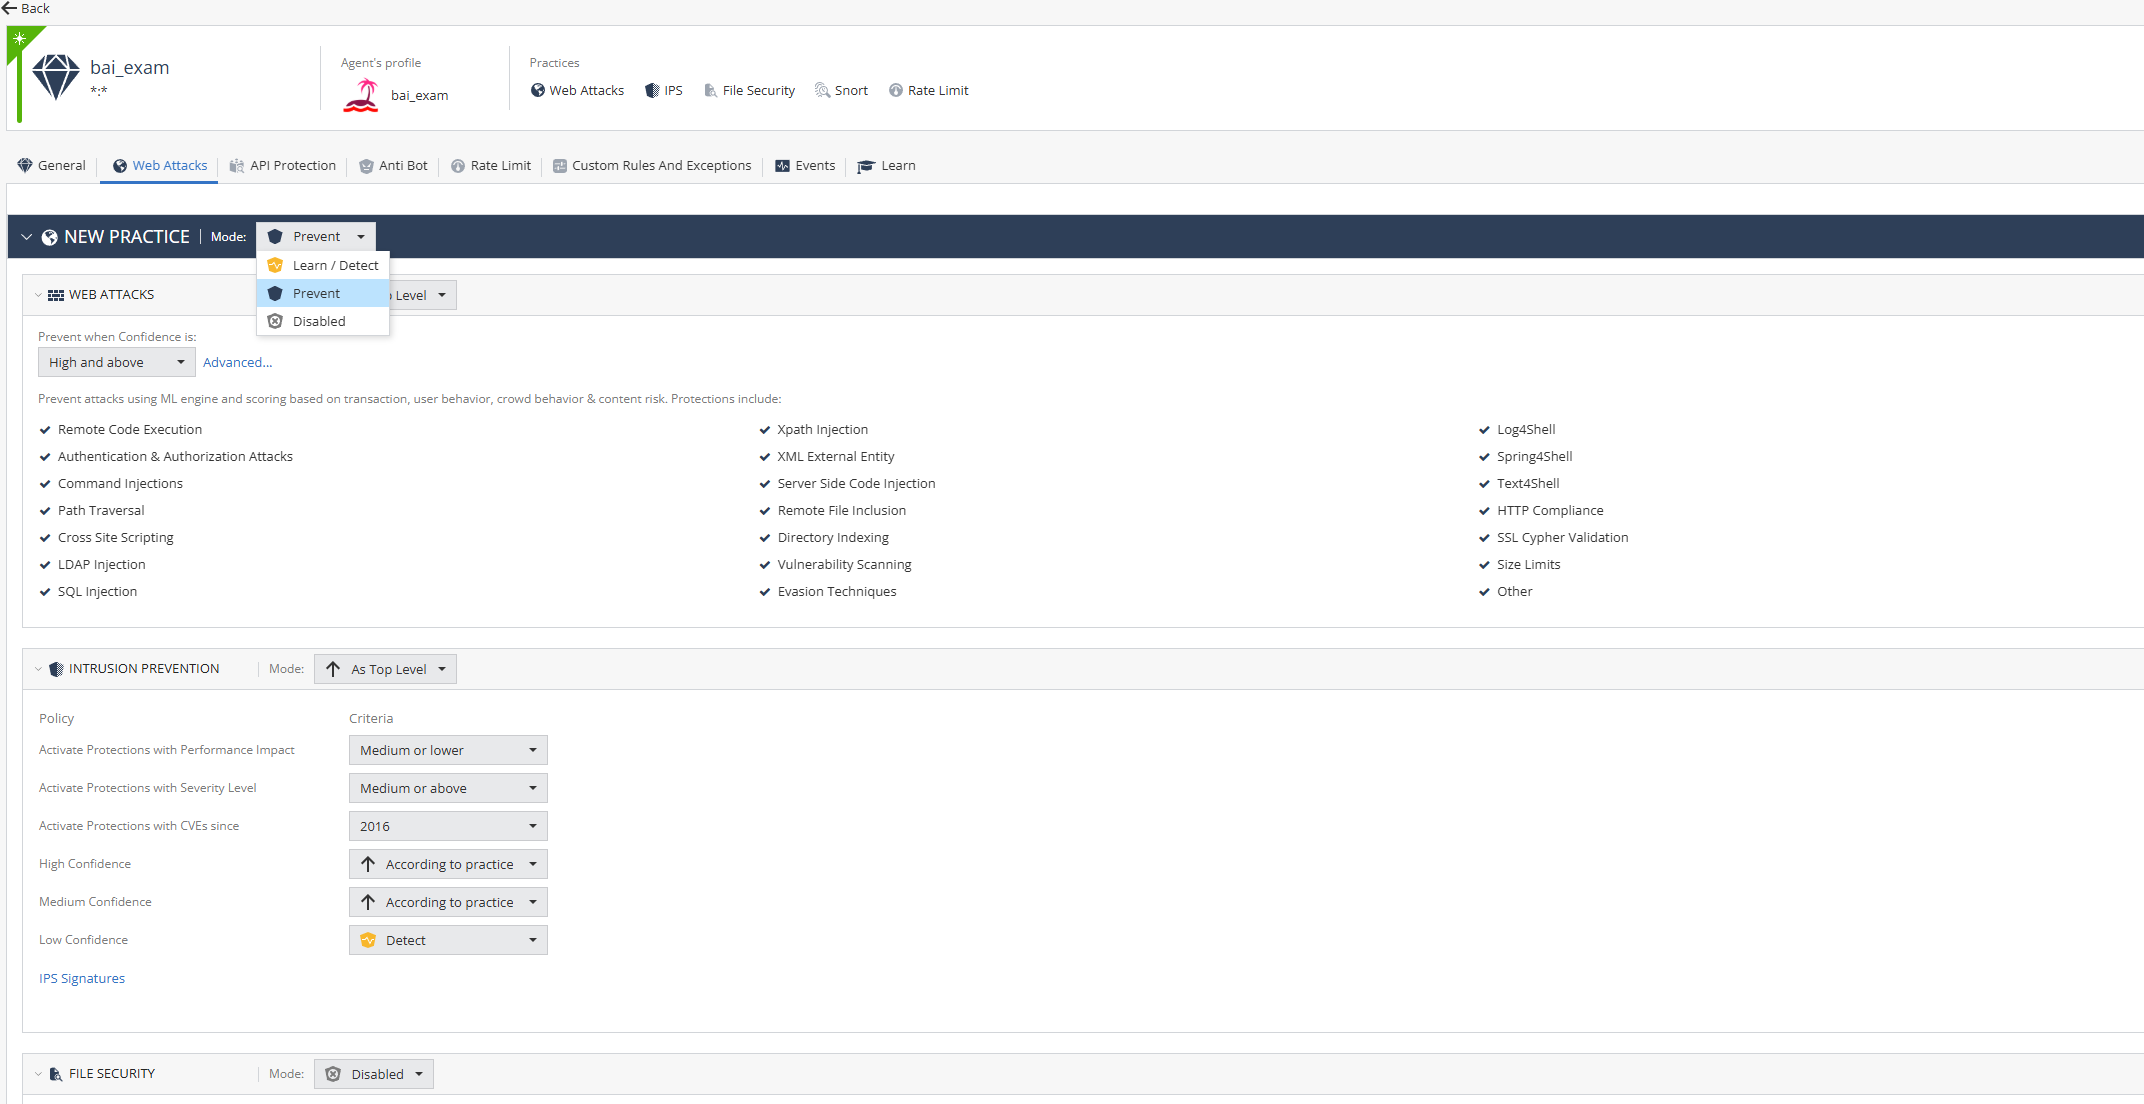 Back
bai_exam
*:*
Agent's profile
bai_exam
Practices
Web Attacks IPS File Security Snort Rate Limit
General Web Attacks API Protection Anti Bot Rate Limit Custom Rules And Exceptions Events Learn
NEW PRACTICE Mode: Prevent
Learn / Detect
Prevent
Disabled
WEB ATTACKS Level
Prevent when Confidence is:
High and above Advanced...
Prevent attacks using ML engine and scoring based on transaction, user behavior, crowd behavior & content risk. Protections include:
Remote Code Execution Xpath Injection Log4Shell
Authentication & Authorization Attacks XML External Entity Spring4Shell
Command Injections Server Side Code Injection Text4Shell
Path Traversal Remote File Inclusion HTTP Compliance
Cross Site Scripting Directory Indexing SSL Cypher Validation
LDAP Injection Vulnerability Scanning Size Limits
SQL Injection Evasion Techniques Other
INTRUSION PREVENTION Mode: As Top Level
Policy Criteria
Activate Protections with Performance Impact Medium or lower
Activate Protections with Severity Level Medium or above
Activate Protections with CVEs since 2016
High Confidence According to practice
Medium Confidence According to practice
Low Confidence Detect
IPS Signatures
FILE SECURITY Mode: Disabled